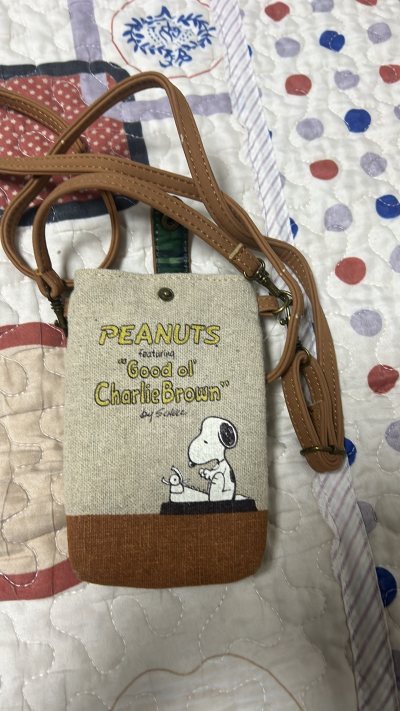 PEANUTS
featuring
"Good ol'
Charlie Brown"
by Schulz